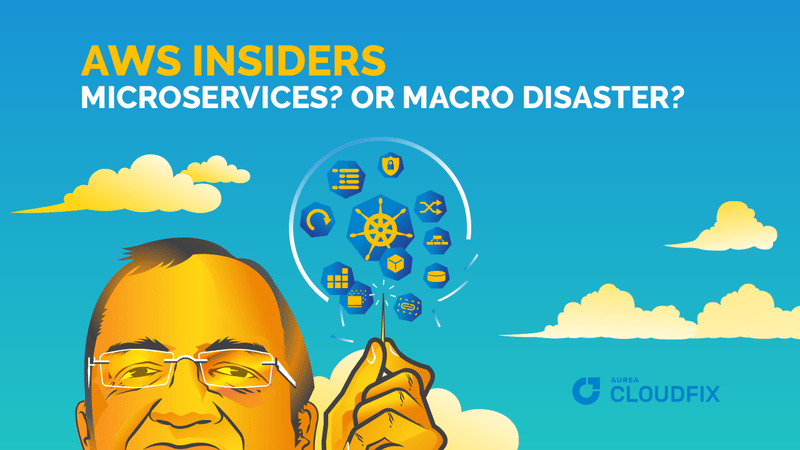 AWS INSIDERS
MICROSERVICES? OR MACRO DISASTER?
AUREA
CLOUDFIX